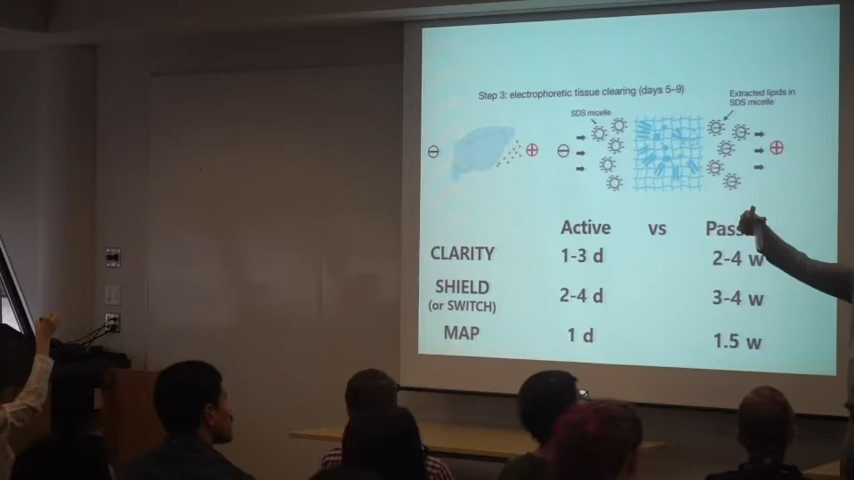 Step 3: electrophoretic tissue clearing (days 5–9)
SDS micelle
Extracted lipids in
SDS micelle
Active vs Pass
CLARITY 1-3 d 2-4 w
SHIELD
(or SWITCH) 2-4 d 3-4 w
MAP 1 d 1.5 w